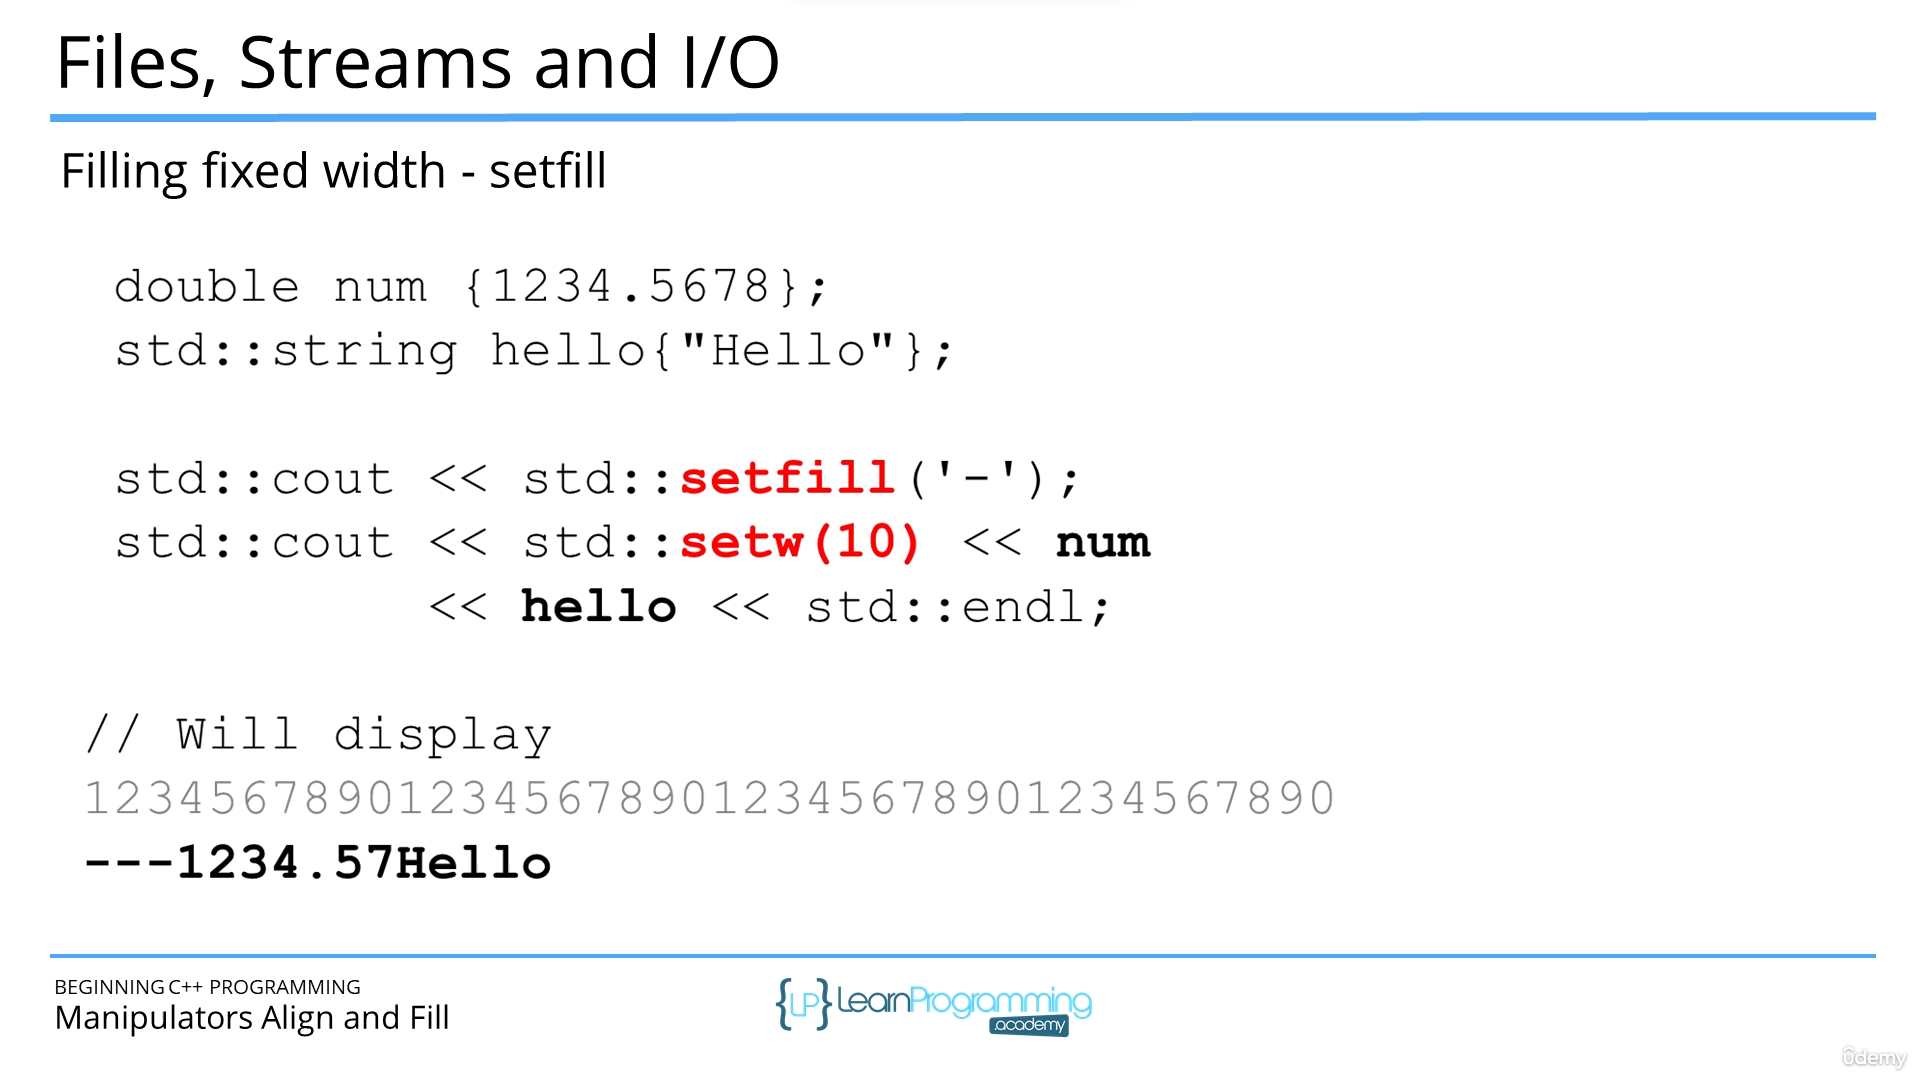 Files, Streams and I/O
Filling fixed width - setfill
double num {1234.5678};
std::string hello{"Hello"};
std::cout << std::setfill('-');
std::cout << std::setw(10) << num
<< hello << std::endl;
// Will display
1234567890123456789012345678901234567890
---1234.57Hello
BEGINNING C++ PROGRAMMING
Manipulators Align and Fill
{LP} LearnProgramming
.academy
ûdemy